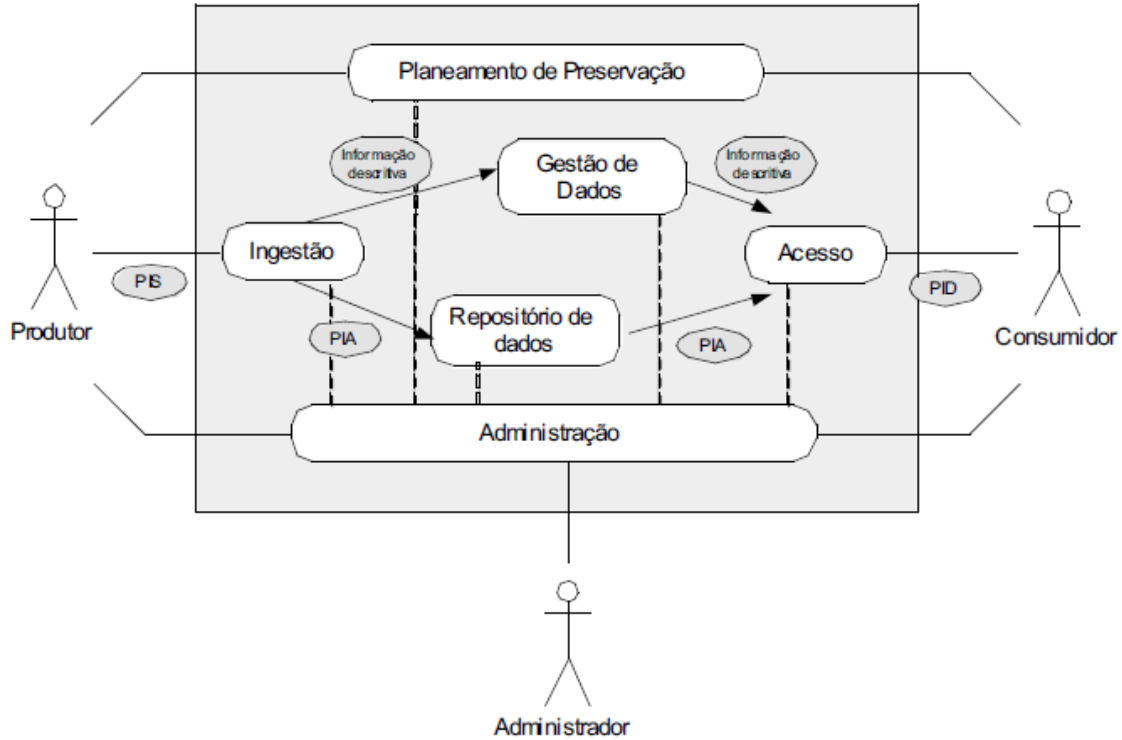 Planeamento de Preservação
Informação
descritiva
Gestão de
Dados
Informação
descritiva
Ingestão
Acesso
PIS
PID
Produtor
Consumidor
PIA
Repositório de
dados
PIA
Administração
Administrador